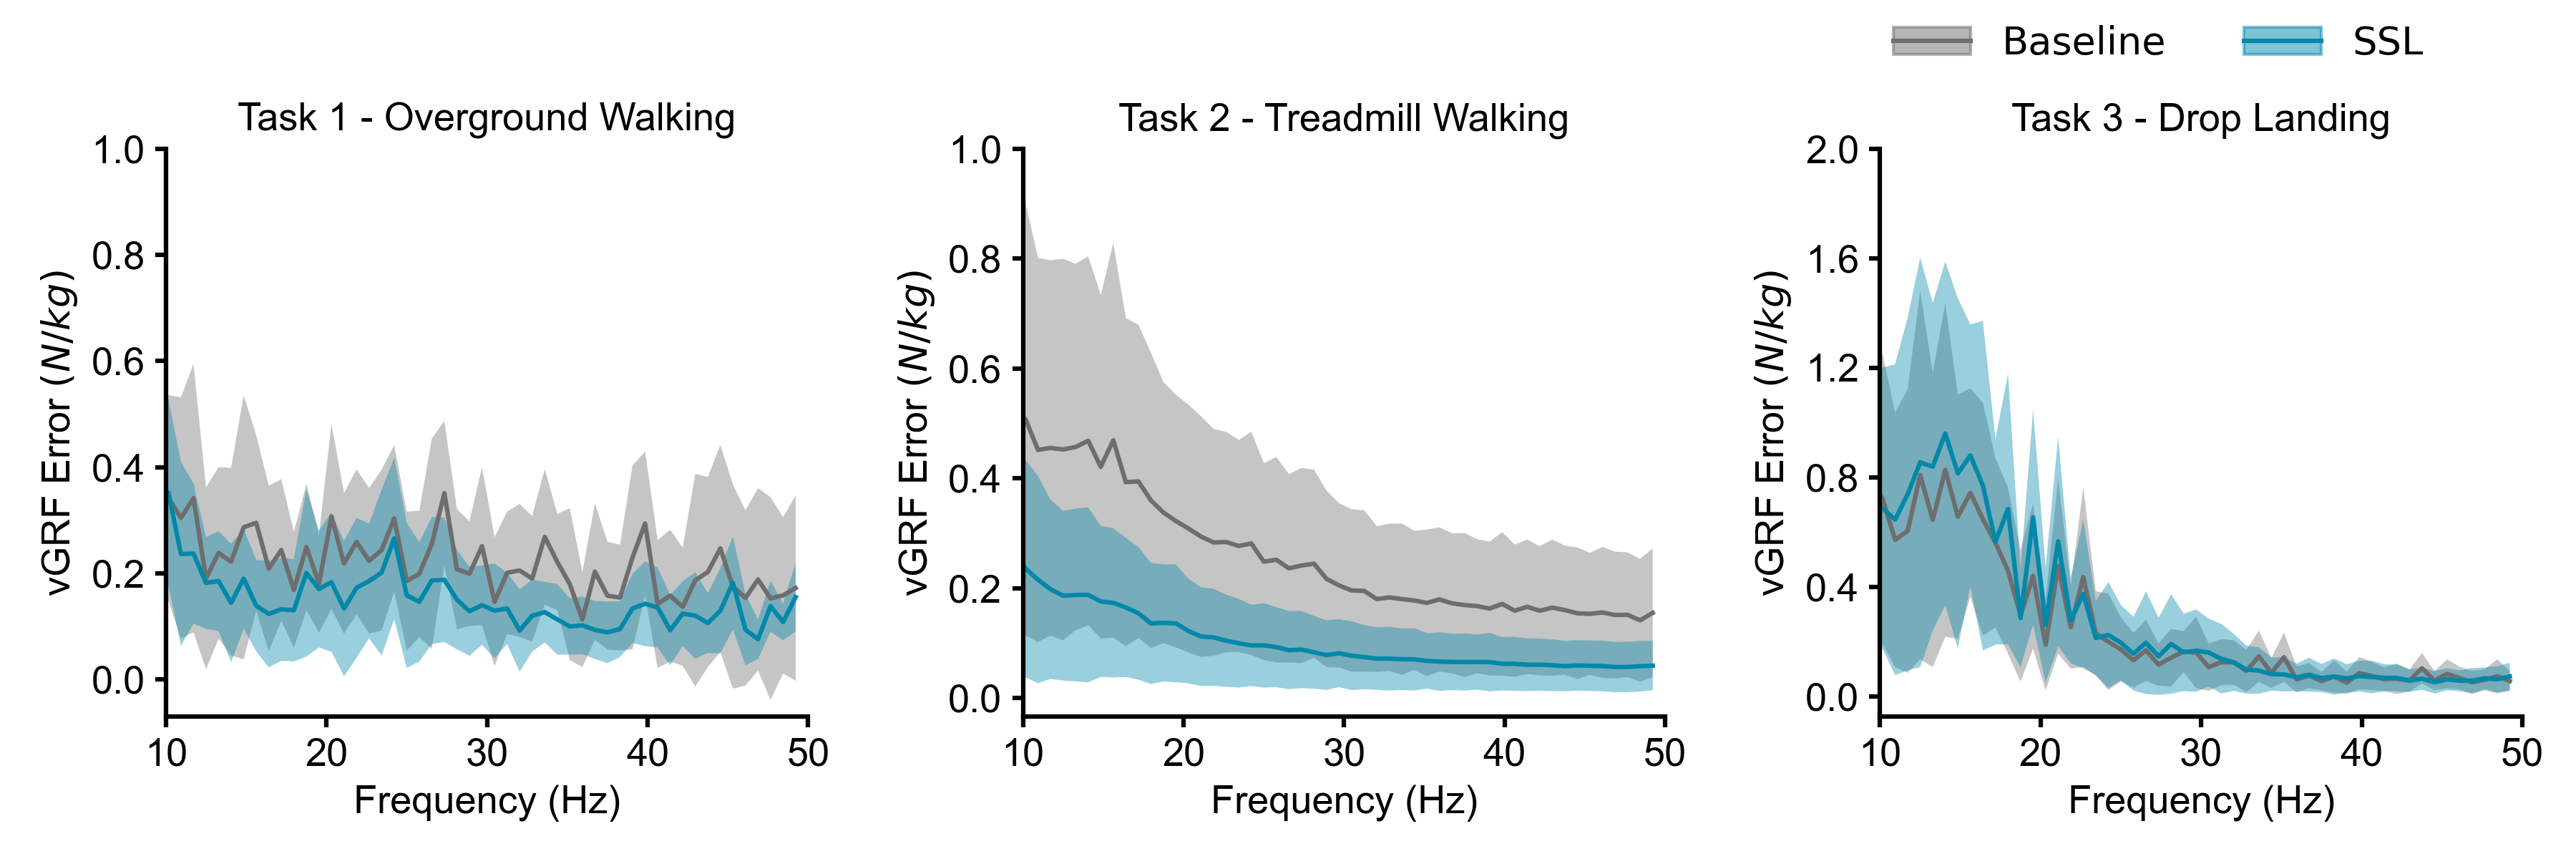 Baseline SSL
Task 1 - Overground Walking
1.0
0.8
0.6
0.4
0.2
0.0
vGRF Error (N/kg)
10 20 30 40 50
Frequency (Hz)
Task 2 - Treadmill Walking
1.0
0.8
0.6
0.4
0.2
0.0
vGRF Error (N/kg)
10 20 30 40 50
Frequency (Hz)
Task 3 - Drop Landing
2.0
1.6
1.2
0.8
0.4
0.0
vGRF Error (N/kg)
10 20 30 40 50
Frequency (Hz)